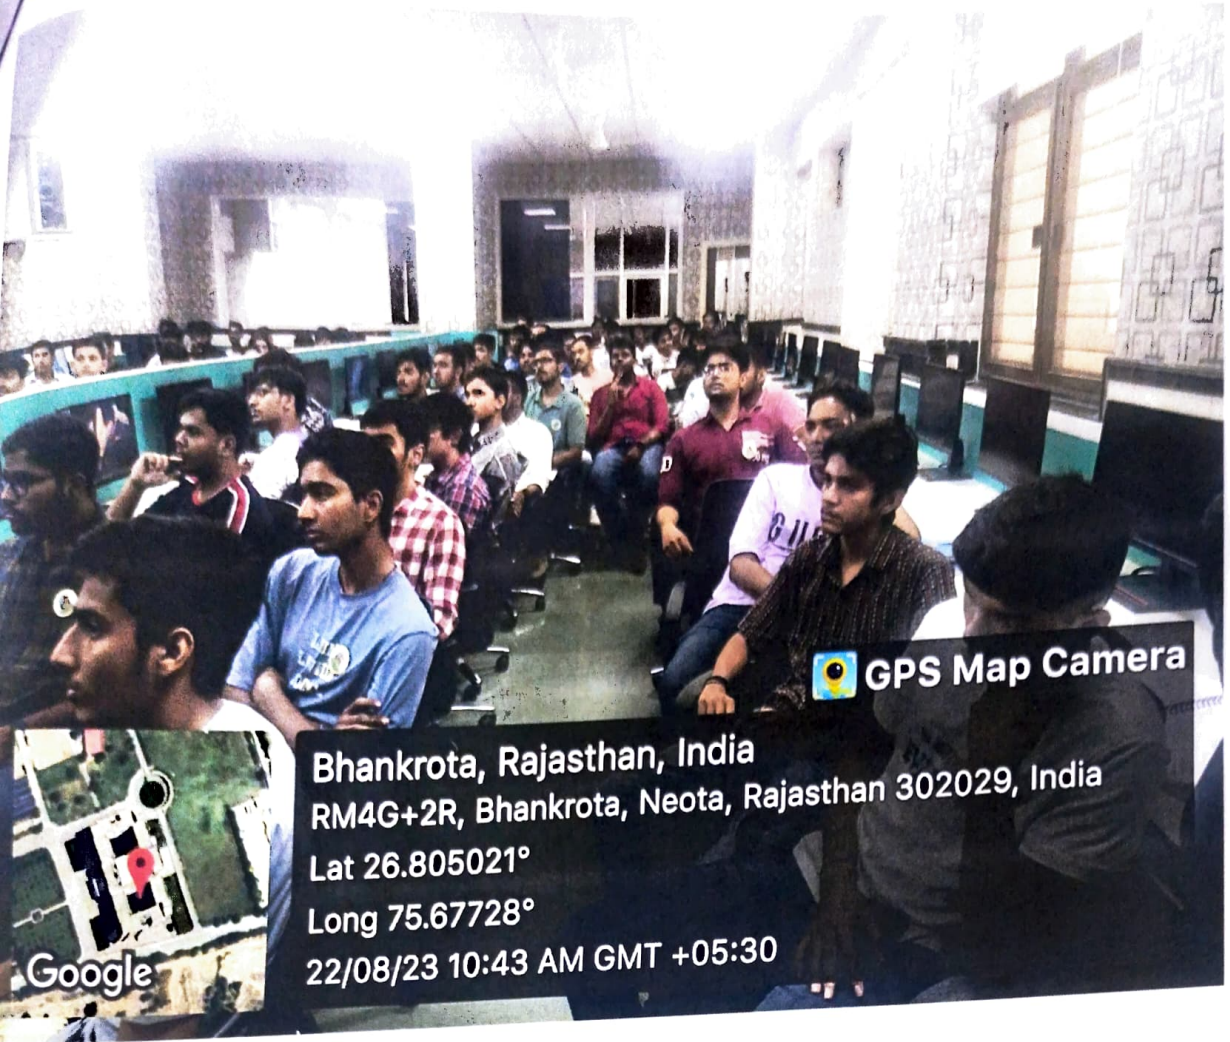 GPS Map Camera
Bhankrota, Rajasthan, India
RM4G+2R, Bhankrota, Neota, Rajasthan 302029, India
Lat 26.805021°
Long 75.67728°
22/08/23 10:43 AM GMT +05:30
Google